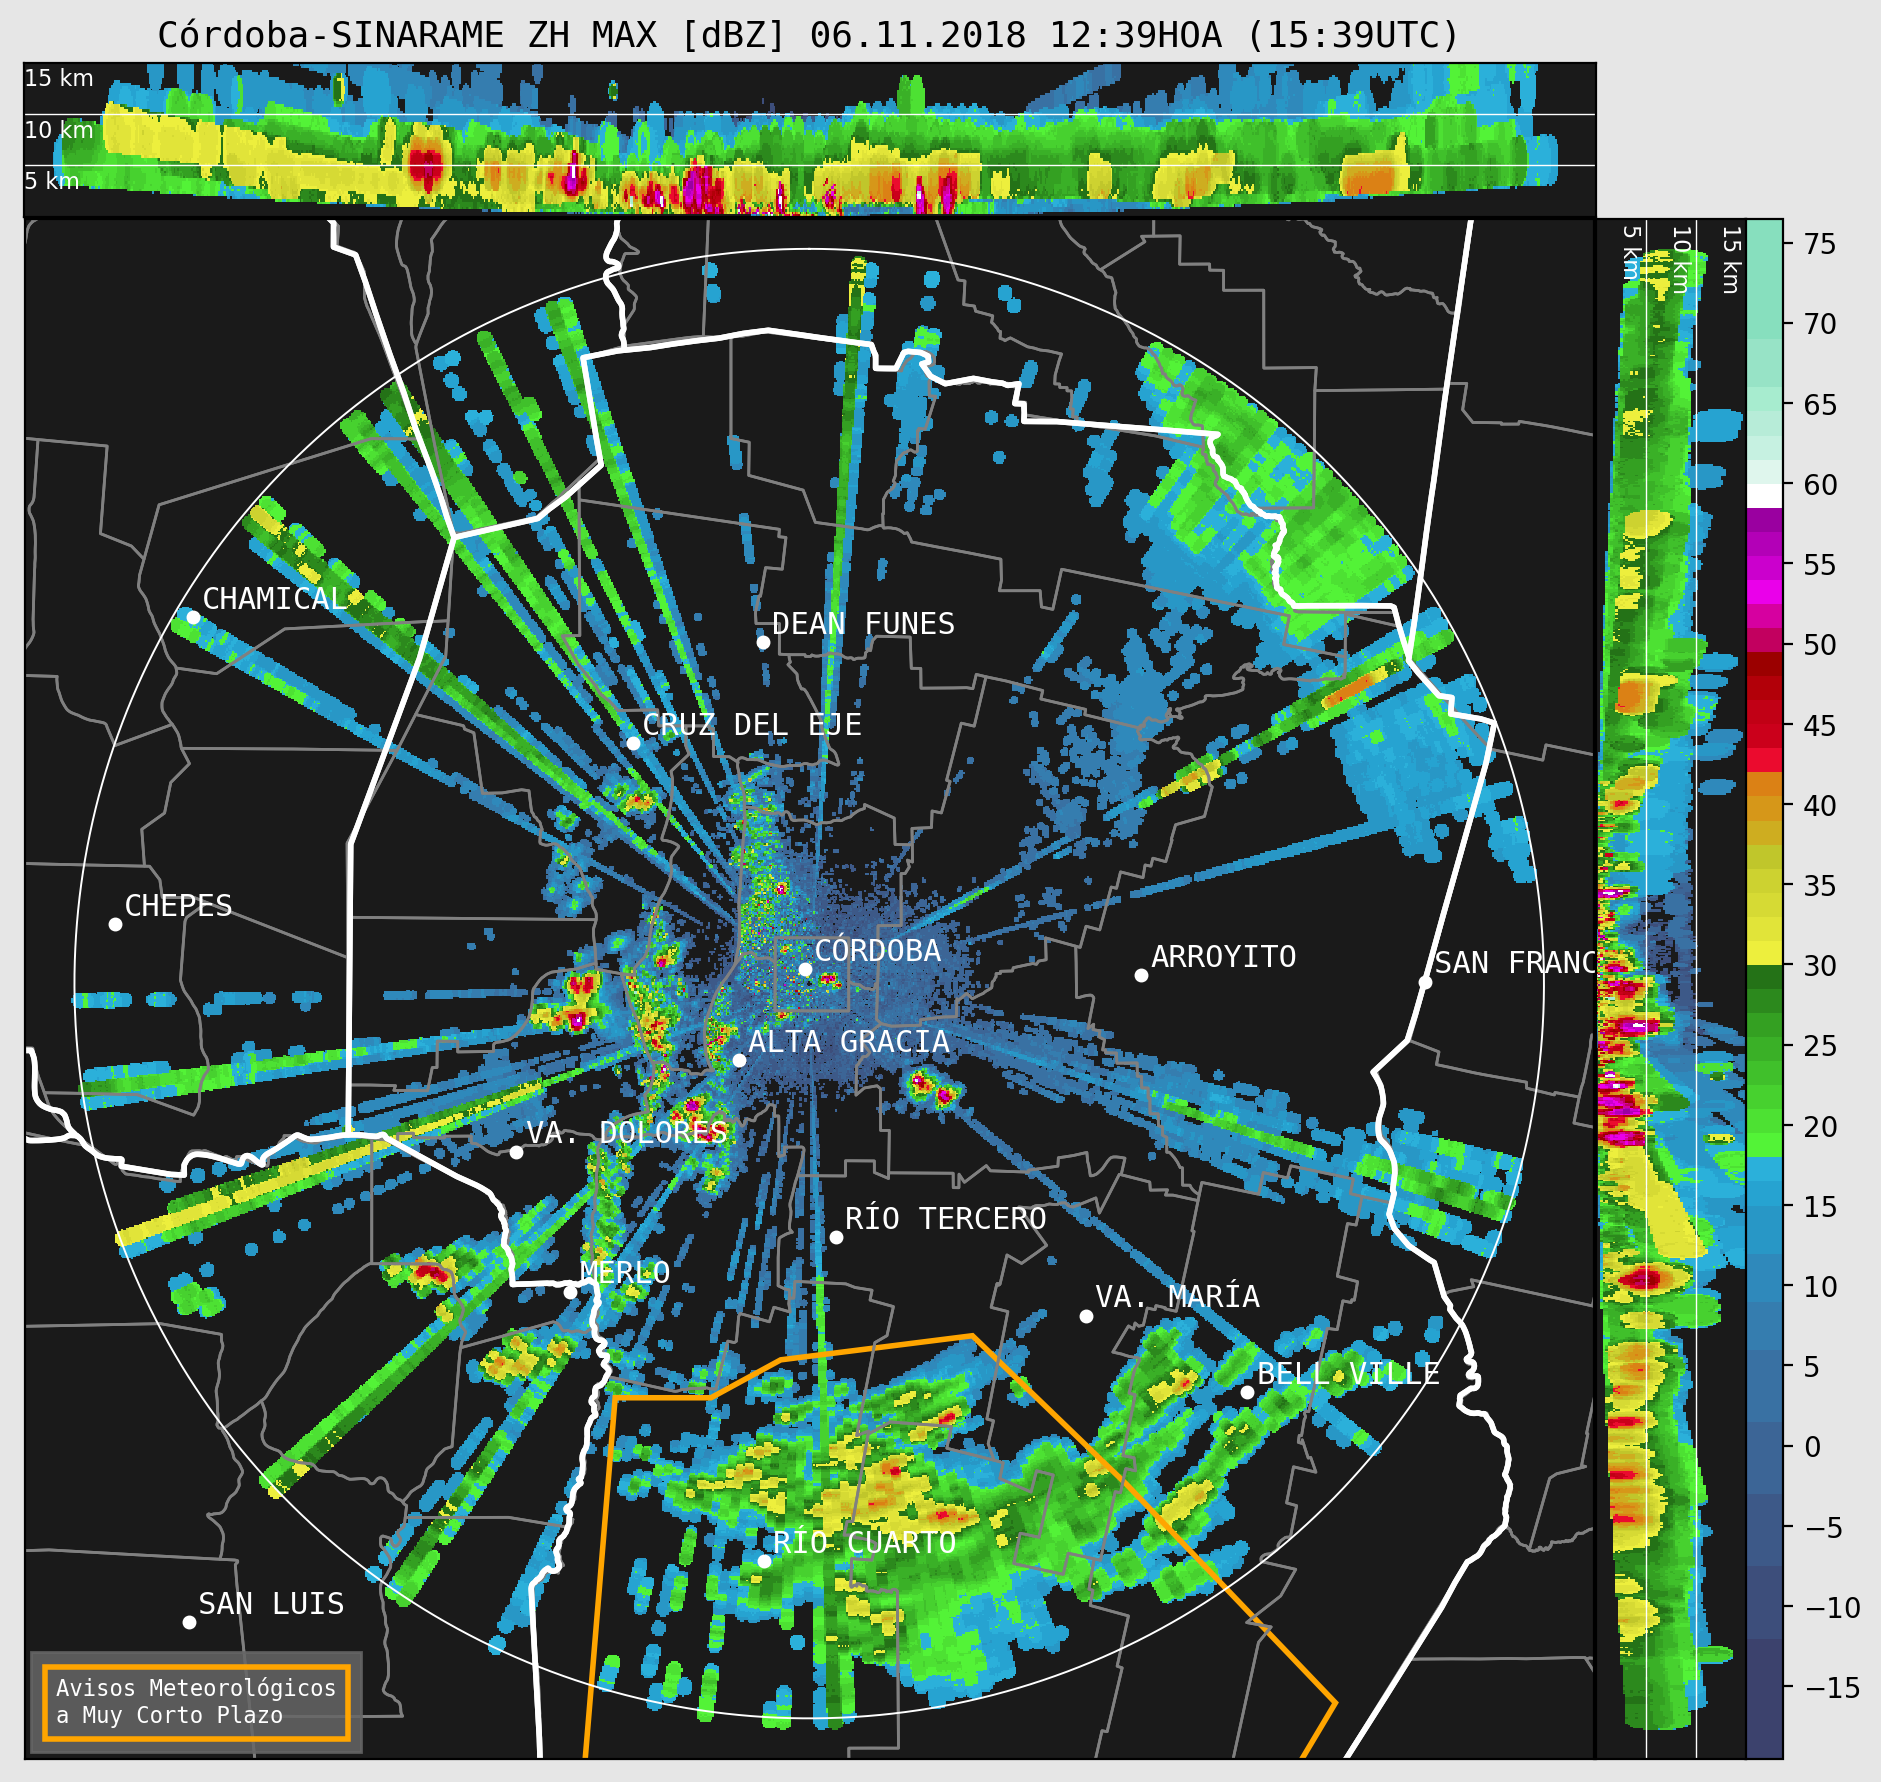 Córdoba-SINARAME ZH MAX [dBZ] 06.11.2018 12:39HOA (15:39UTC)
15 km
10 km
5 km
5 km
10 km
15 km
75
70
65
60
55
50
45
40
35
30
25
20
15
10
5
0
−5
−10
−15
CHAMICAL
DEAN FUNES
CRUZ DEL EJE
CHEPES
CÓRDOBA
ARROYITO
SAN FRANC
ALTA GRACIA
VA. DOLORES
RÍO TERCERO
MERLO
VA. MARÍA
BELL VILLE
RÍO CUARTO
SAN LUIS
Avisos Meteorológicos
a Muy Corto Plazo